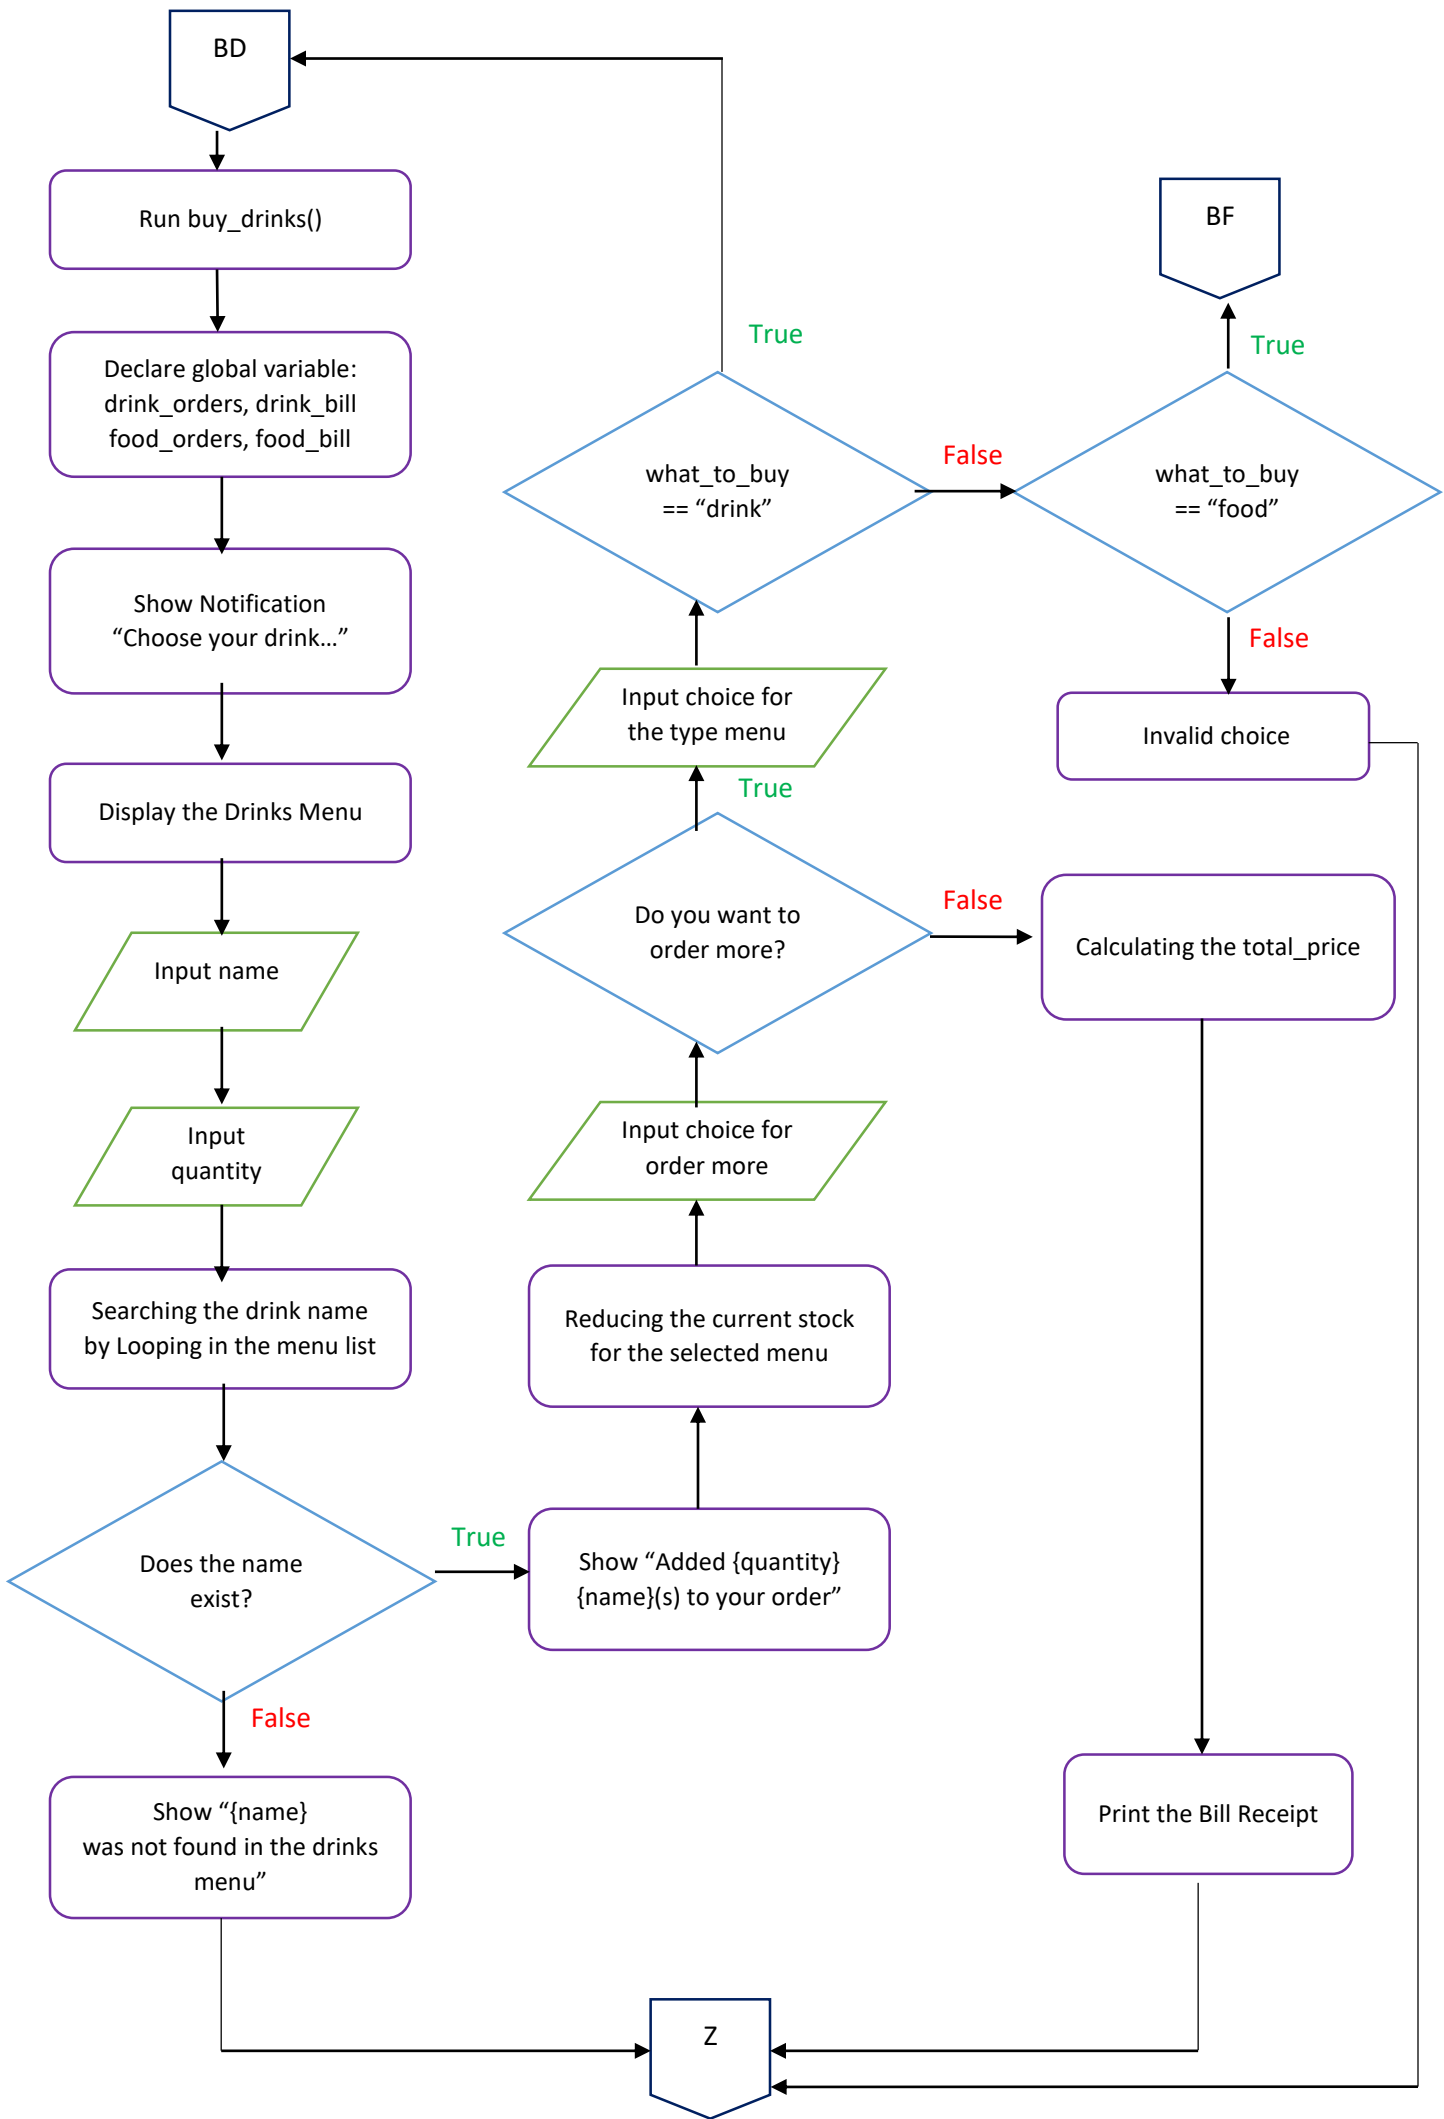 BD
Run buy_drinks()
Declare global variable:
drink_orders, drink_bill
food_orders, food_bill
Show Notification
“Choose your drink…”
Display the Drinks Menu
Input name
Input
quantity
Searching the drink name
by Looping in the menu list
Does the name
exist?
True
False
Show “{name}
was not found in the drinks
menu”
Show “Added {quantity}
{name}(s) to your order”
Reducing the current stock
for the selected menu
Input choice for
order more
Do you want to
order more?
True
False
Input choice for
the type menu
what_to_buy
== “drink”
True
False
BF
True
what_to_buy
== “food”
False
Invalid choice
Calculating the total_price
Print the Bill Receipt
Z